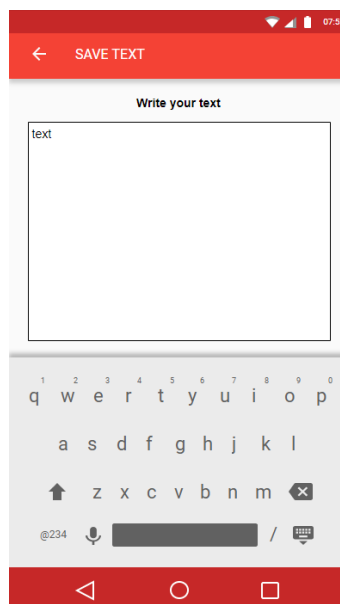 07:5
SAVE TEXT
Write your text
text
1 2 3 4 5 6 7 8 9 0
q w e r t y u i o p
a s d f g h j k l
z x c v b n m
@234 /